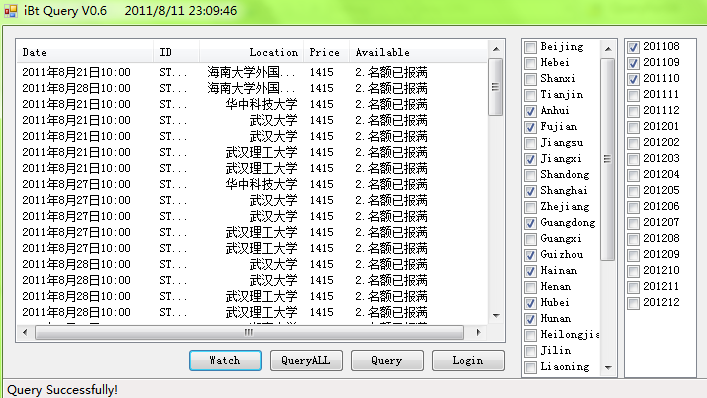 iBt Query V0.6 2011/8/11 23:09:46
Date ID Location Price Available
2011年8月21日10:00 ST... 海南大学外国... 1415 2.名额已报满
2011年8月28日10:00 ST... 海南大学外国... 1415 2.名额已报满
2011年8月21日10:00 ST... 华中科技大学 1415 2.名额已报满
2011年8月21日10:00 ST... 武汉大学 1415 2.名额已报满
2011年8月21日10:00 ST... 武汉大学 1415 2.名额已报满
2011年8月21日10:00 ST... 武汉理工大学 1415 2.名额已报满
2011年8月21日10:00 ST... 武汉理工大学 1415 2.名额已报满
2011年8月27日10:00 ST... 华中科技大学 1415 2.名额已报满
2011年8月27日10:00 ST... 武汉大学 1415 2.名额已报满
2011年8月27日10:00 ST... 武汉大学 1415 2.名额已报满
2011年8月27日10:00 ST... 武汉理工大学 1415 2.名额已报满
2011年8月27日10:00 ST... 武汉理工大学 1415 2.名额已报满
2011年8月28日10:00 ST... 武汉大学 1415 2.名额已报满
2011年8月28日10:00 ST... 武汉大学 1415 2.名额已报满
2011年8月28日10:00 ST... 武汉理工大学 1415 2.名额已报满
2011年8月28日10:00 ST... 武汉理工大学 1415 2.名额已报满
Beijing
Hebei
Shanxi
Tianjin
Anhui
Fujian
Jiangsu
Jiangxi
Shandong
Shanghai
Zhejiang
Guangdong
Guangxi
Guizhou
Hainan
Henan
Hubei
Hunan
Heilongjia
Jilin
Liaoning
201108
201109
201110
201111
201112
201201
201201
201203
201204
201205
201206
201207
201208
201209
201210
201211
201212
Watch QueryALL Query Login
Query Successfully!